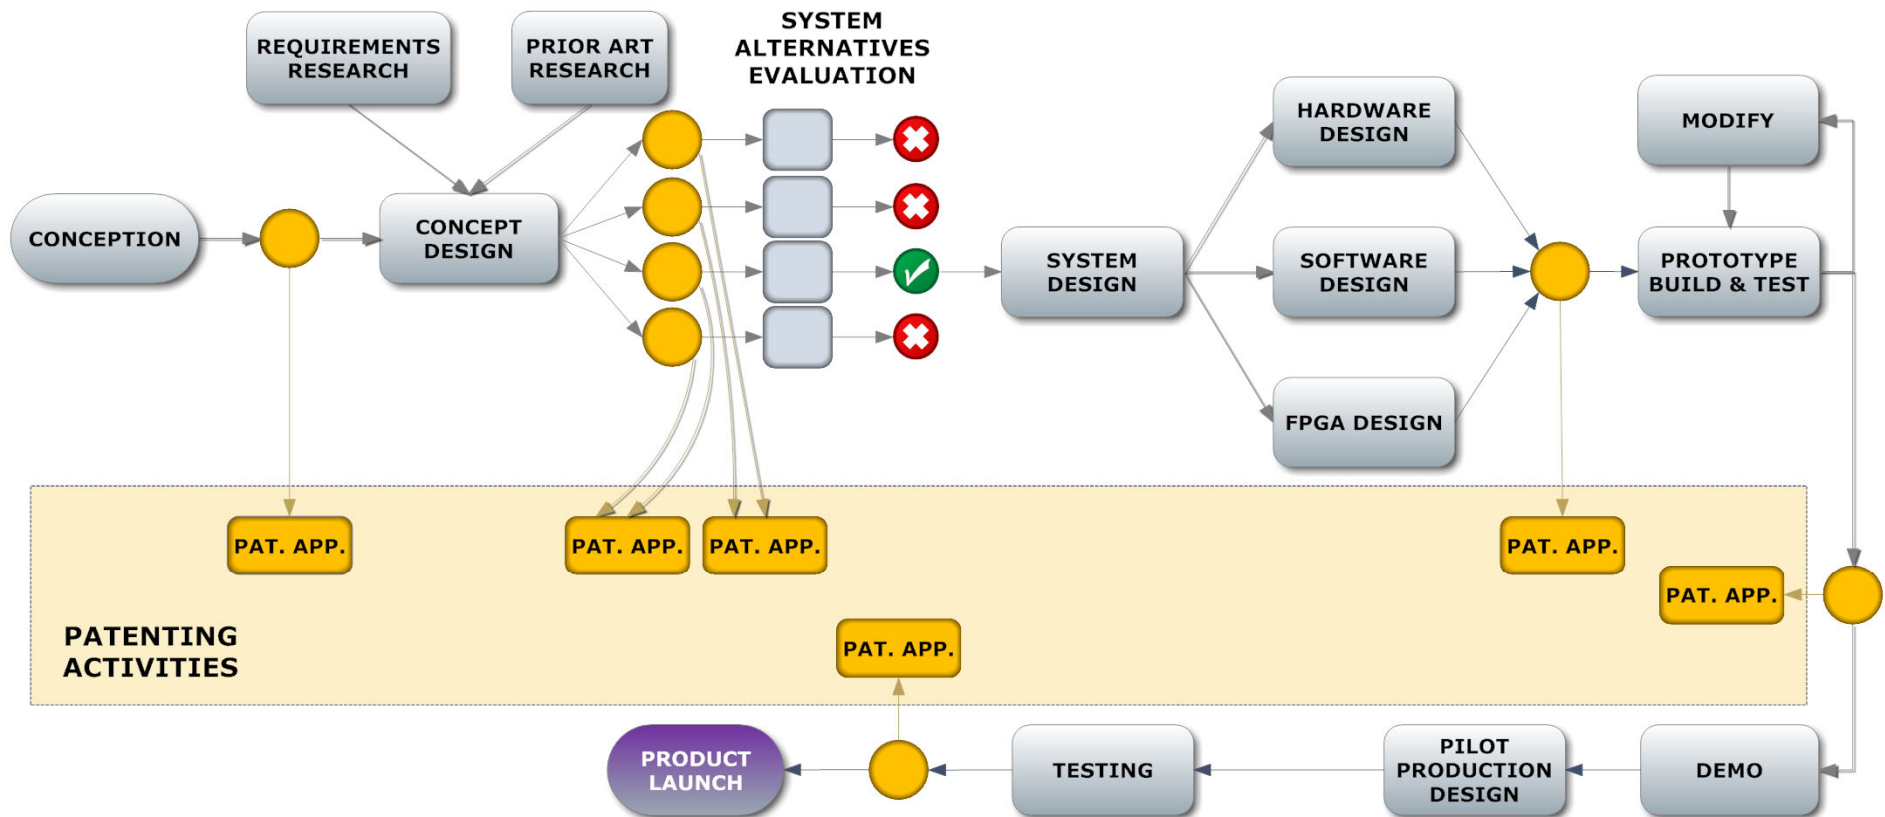 REQUIREMENTS
RESEARCH
PRIOR ART
RESEARCH
SYSTEM
ALTERNATIVES
EVALUATION
CONCEPTION
CONCEPT
DESIGN
SYSTEM
DESIGN
HARDWARE
DESIGN
SOFTWARE
DESIGN
FPGA DESIGN
MODIFY
PROTOTYPE
BUILD & TEST
PAT. APP.
PAT. APP.
PAT. APP.
PAT. APP.
PAT. APP.
PATENTING
ACTIVITIES
PAT. APP.
PRODUCT
LAUNCH
TESTING
PILOT
PRODUCTION
DESIGN
DEMO